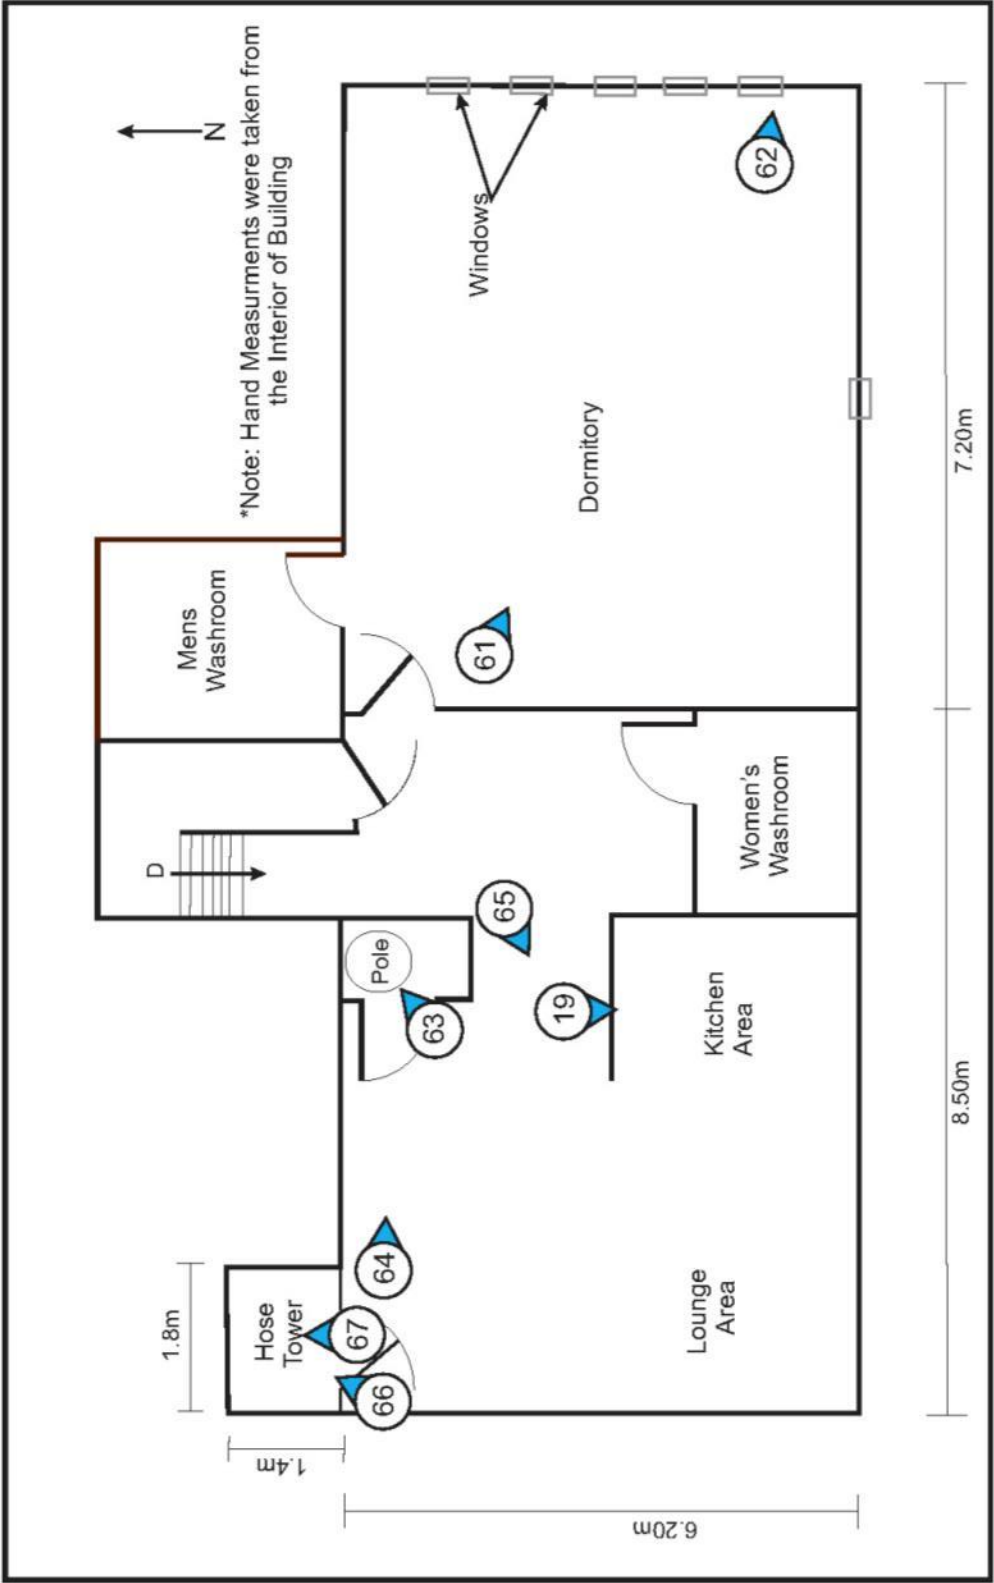 N
*Note: Hand Measurments were taken from
the Interior of Building
Mens
Washroom
D
Windows
Hose
Tower
1.8m
1.4m
Pole
67
66
64
63
65
61
19
Dormitory
62
Lounge
Area
Kitchen
Area
Women's
Washroom
6.20m
8.50m
7.20m